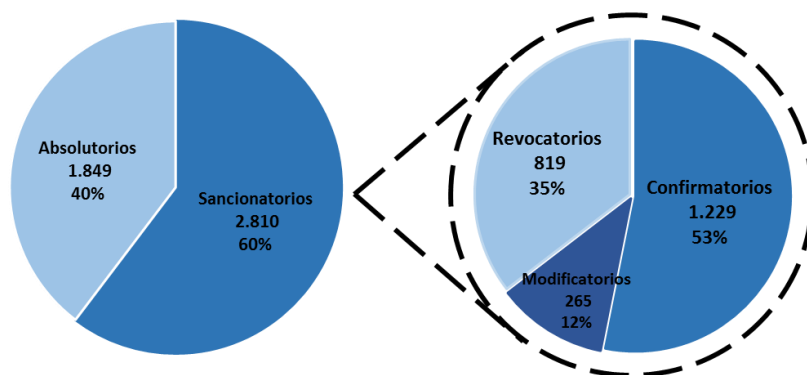 Absolutorios
1.849
40%
Sancionatorios
2.810
60%
Revocatorios
819
35%
Confirmatorios
1.229
53%
Modificatorios
265
12%